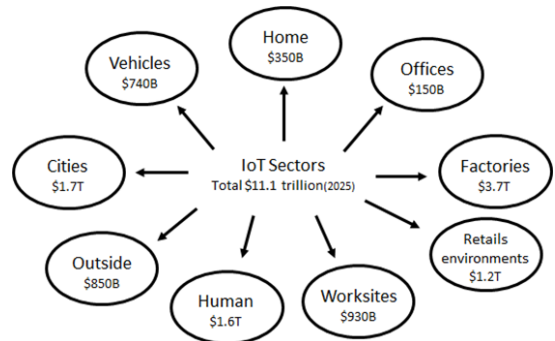 Home
$350B
Vehicles
$740B
Offices
$150B
IoT Sectors
Total $11.1 trillion(2025)
Cities
$1.7T
Factories
$3.7T
Retails
environments
$1.2T
Outside
$850B
Human
$1.6T
Worksites
$930B